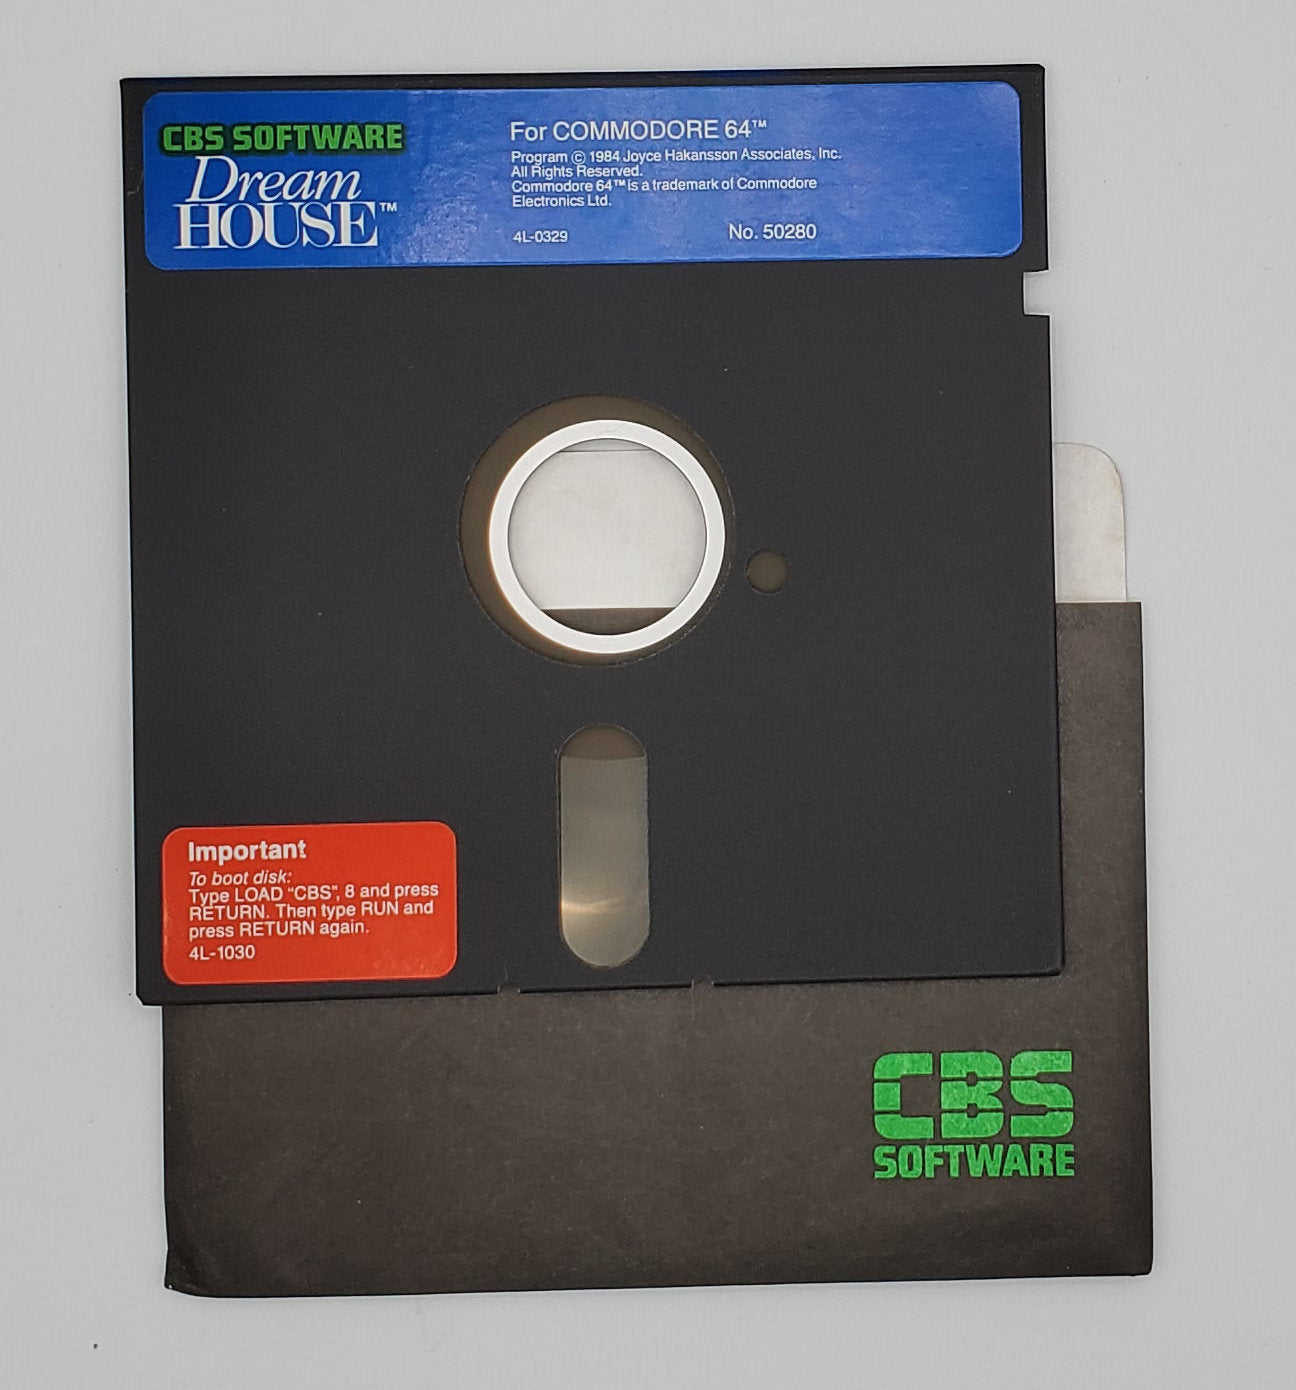 CBS SOFTWARE
Dream
HOUSE™
For COMMODORE 64™
Program © 1984 Joyce Hakansson Associates, Inc.
All Rights Reserved.
Commodore 64™ is a trademark of Commodore
Electronics Ltd.
4L-0329 No. 50280
Important
To boot disk:
Type LOAD "CBS", 8 and press
RETURN. Then type RUN and
press RETURN again.
4L-1030
CBS
SOFTWARE